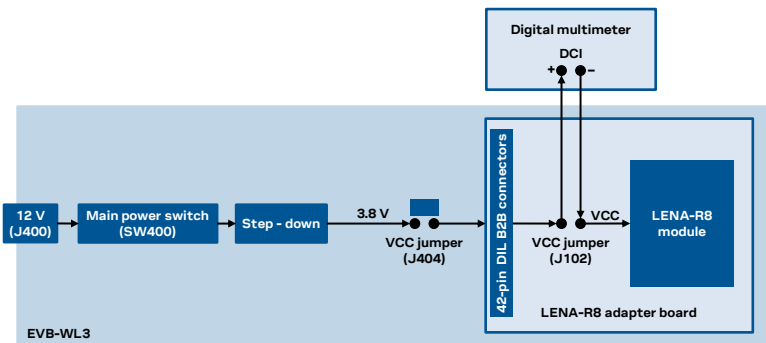 Digital multimeter
DCI
+ –
42-pin DIL B2B connectors
12 V
(J400)
Main power switch
(SW400)
Step - down
3.8 V
VCC jumper
(J404)
VCC
VCC jumper
(J102)
LENA-R8
module
LENA-R8 adapter board
EVB-WL3